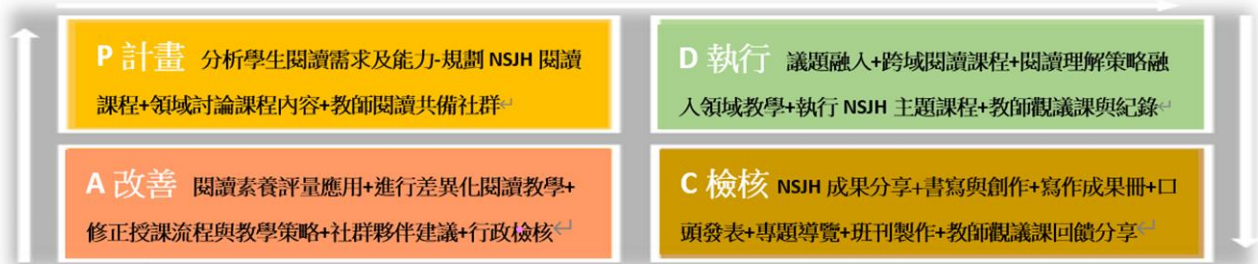 P 計畫 分析學生閱讀需求及能力-規劃 NSJH 閱讀
課程+領域討論課程內容+教師閱讀共備社群↵
D 執行 議題融入+跨域閱讀課程+閱讀理解策略融
入領域教學+執行 NSJH 主題課程+教師觀議課與紀錄↵
A 改善 閱讀素養評量應用+進行差異化閱讀教學+
修正授課流程與教學策略+社群夥伴建議+行政檢核↵
C 檢核 NSJH 成果分享+書寫與創作+寫作成果冊+口
頭發表+專題導覽+班刊製作+教師觀議課回饋分享↵